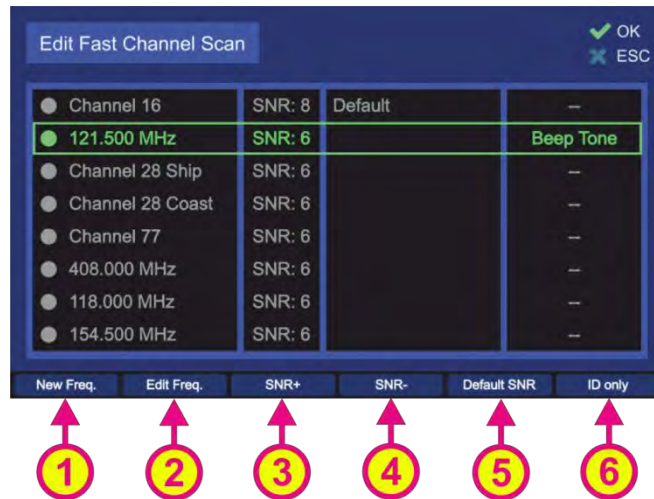 Edit Fast Channel Scan
OK
ESC
Channel 16 SNR: 8 Default --
121.500 MHz SNR: 6 Beep Tone
Channel 28 Ship SNR: 6 --
Channel 28 Coast SNR: 6 --
Channel 77 SNR: 6 --
408.000 MHz SNR: 6 --
118.000 MHz SNR: 6 --
154.500 MHz SNR: 6 --
New Freq. Edit Freq. SNR+ SNR- Default SNR ID only
1 2 3 4 5 6